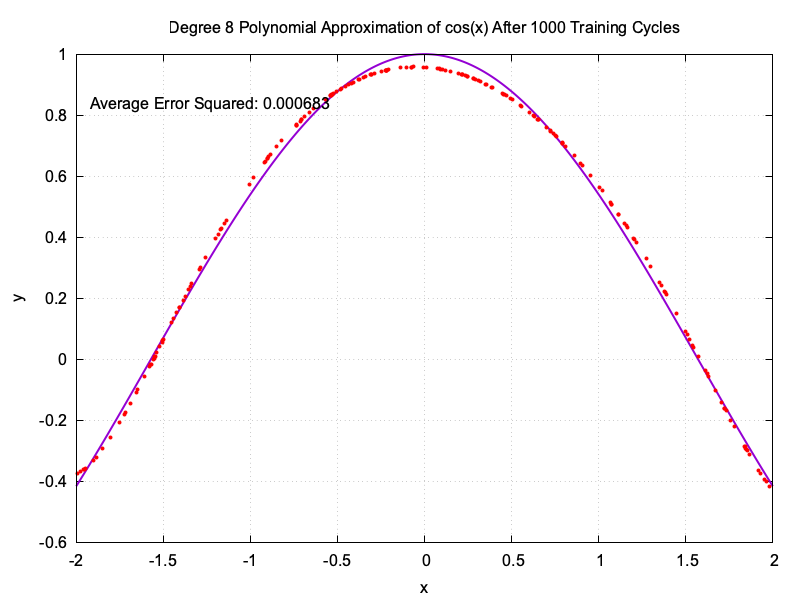 Degree 8 Polynomial Approximation of cos(x) After 1000 Training Cycles
1
Average Error Squared: 0.000683
0.8
0.6
0.4
y
0.2
0
-0.2
-0.4
-0.6
-2 -1.5 -1 -0.5 0 0.5 1 1.5 2
x